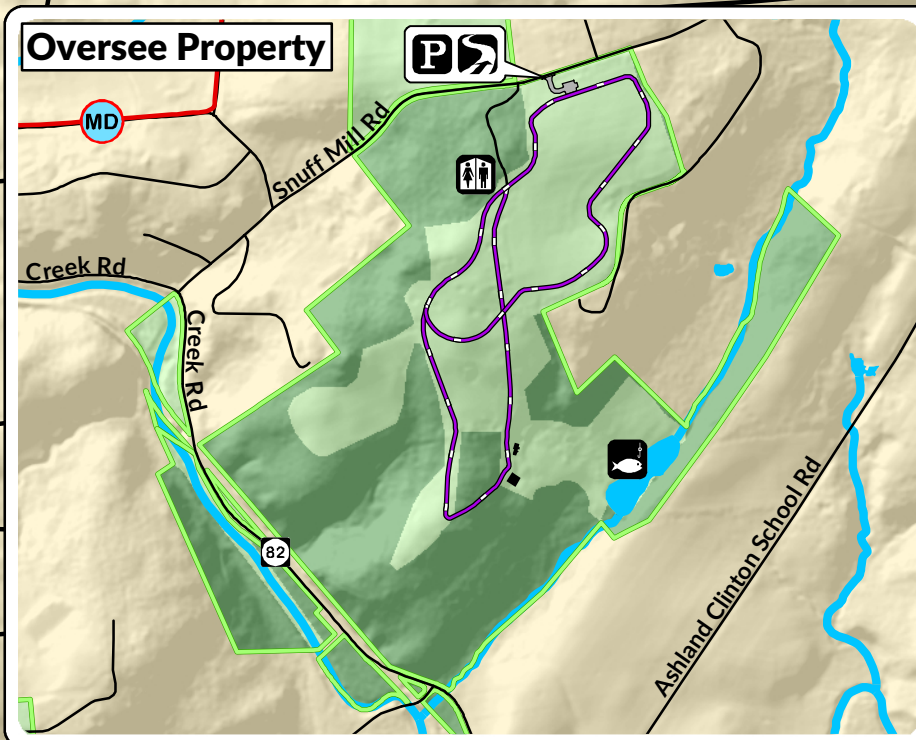 Oversee Property
P
MD
Snuff Mill Rd
Creek Rd
Creek Rd
82
Ashland Clinton School Rd